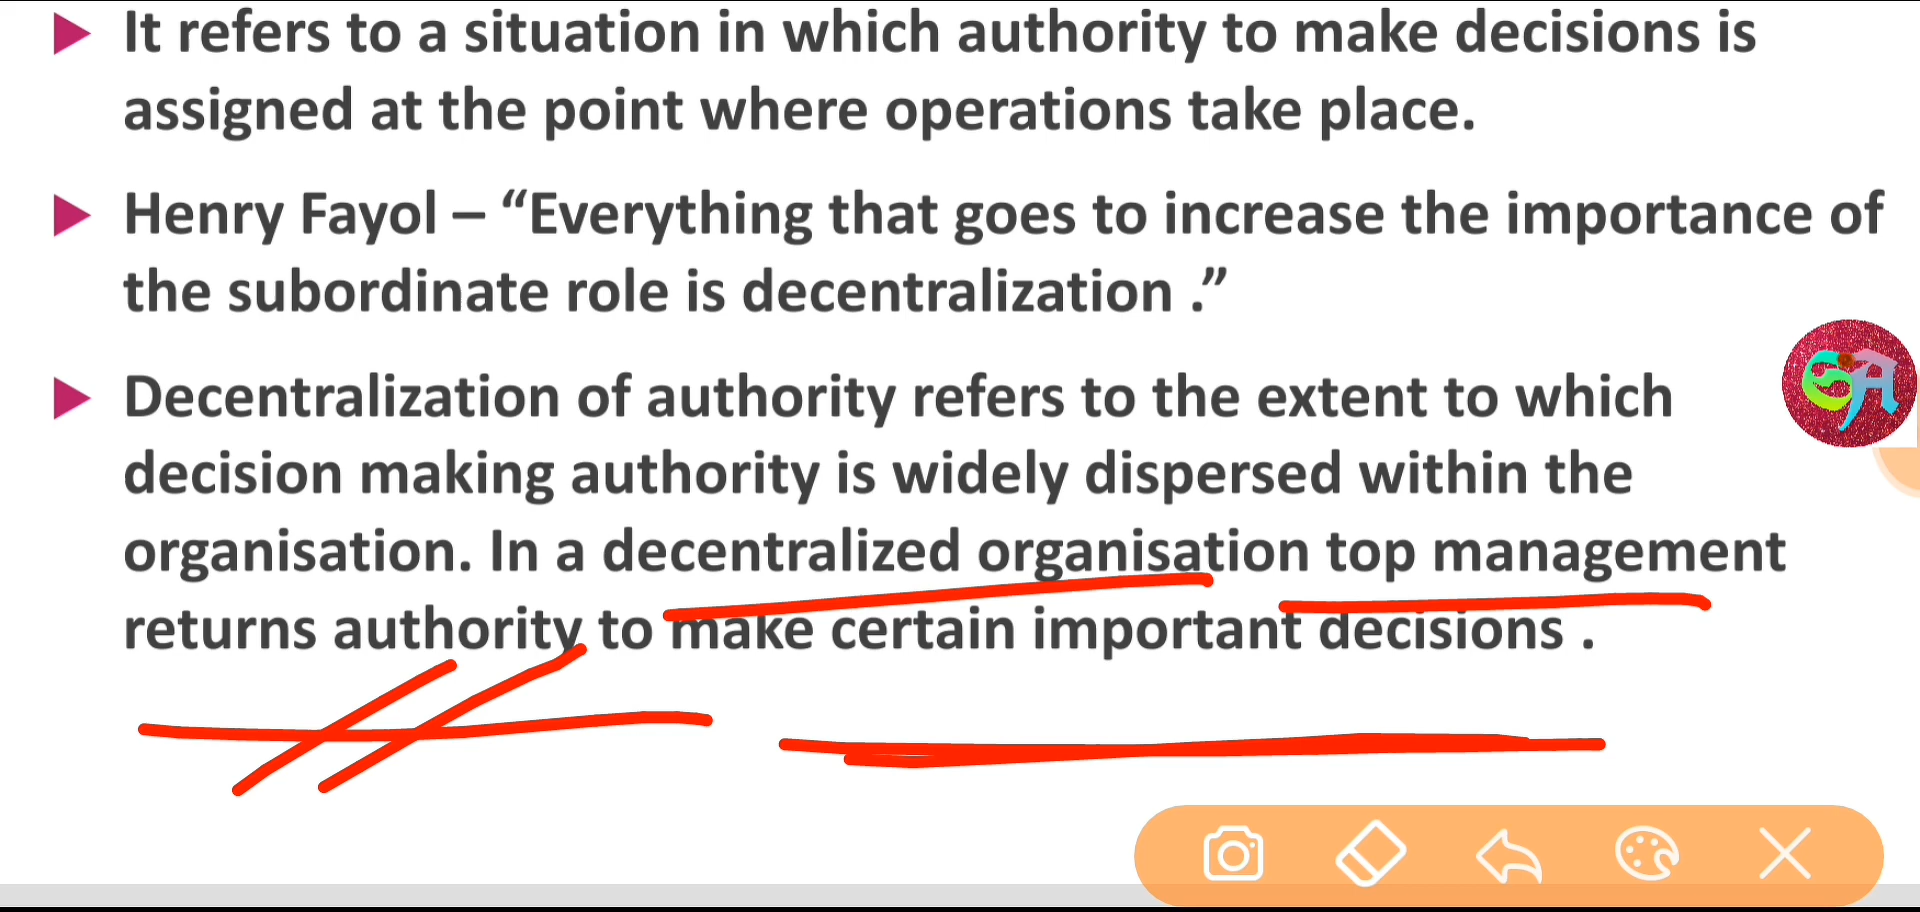 It refers to a situation in which authority to make decisions is
assigned at the point where operations take place.
Henry Fayol – “Everything that goes to increase the importance of
the subordinate role is decentralization .”
Decentralization of authority refers to the extent to which
decision making authority is widely dispersed within the
organisation. In a decentralized organisation top management
returns authority to make certain important decisions .